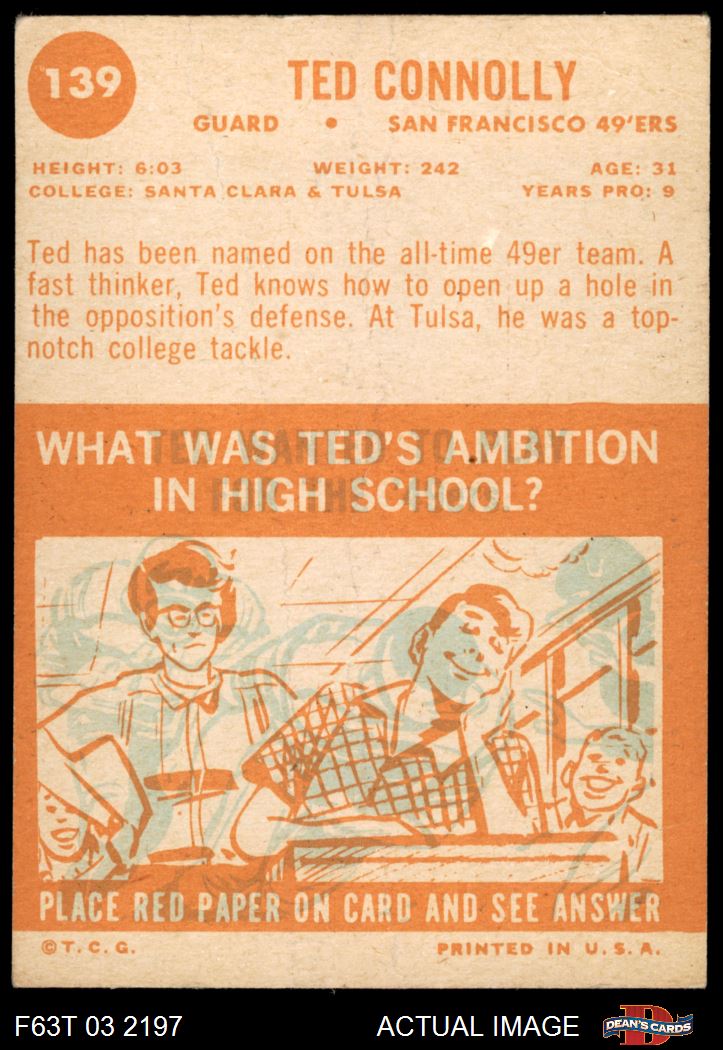 139
TED CONNOLLY
GUARD • SAN FRANCISCO 49'ERS
HEIGHT: 6:03 WEIGHT: 242 AGE: 31
COLLEGE: SANTA CLARA & TULSA YEARS PRO: 9
Ted has been named on the all-time 49er team. A
fast thinker, Ted knows how to open up a hole in
the opposition's defense. At Tulsa, he was a top-
notch college tackle.
WHAT WAS TED'S AMBITION
IN HIGH SCHOOL?
TED WANTED TO PLAY
PLACE RED PAPER ON CARD AND SEE ANSWER
©T.C.G. PRINTED IN U.S.A.
F63T 03 2197 ACTUAL IMAGE D DEAN'S CARDS